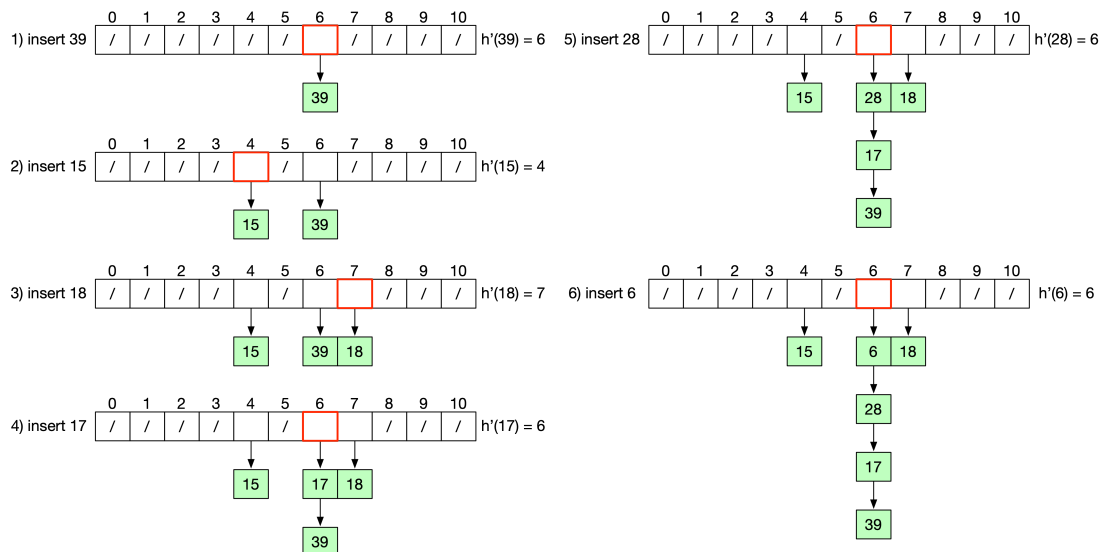 0 1 2 3 4 5 6 7 8 9 10
1) insert 39 / / / / / / / / / / h’(39) = 6
39
0 1 2 3 4 5 6 7 8 9 10
2) insert 15 / / / / / / / / / h’(15) = 4
15 39
0 1 2 3 4 5 6 7 8 9 10
3) insert 18 / / / / / / / / h’(18) = 7
15 39 18
0 1 2 3 4 5 6 7 8 9 10
4) insert 17 / / / / / / / / h’(17) = 6
15 17 18
39
0 1 2 3 4 5 6 7 8 9 10
5) insert 28 / / / / / / / / h’(28) = 6
15 28 18
17
39
0 1 2 3 4 5 6 7 8 9 10
6) insert 6 / / / / / / / / h’(6) = 6
15 6 18
28
17
39